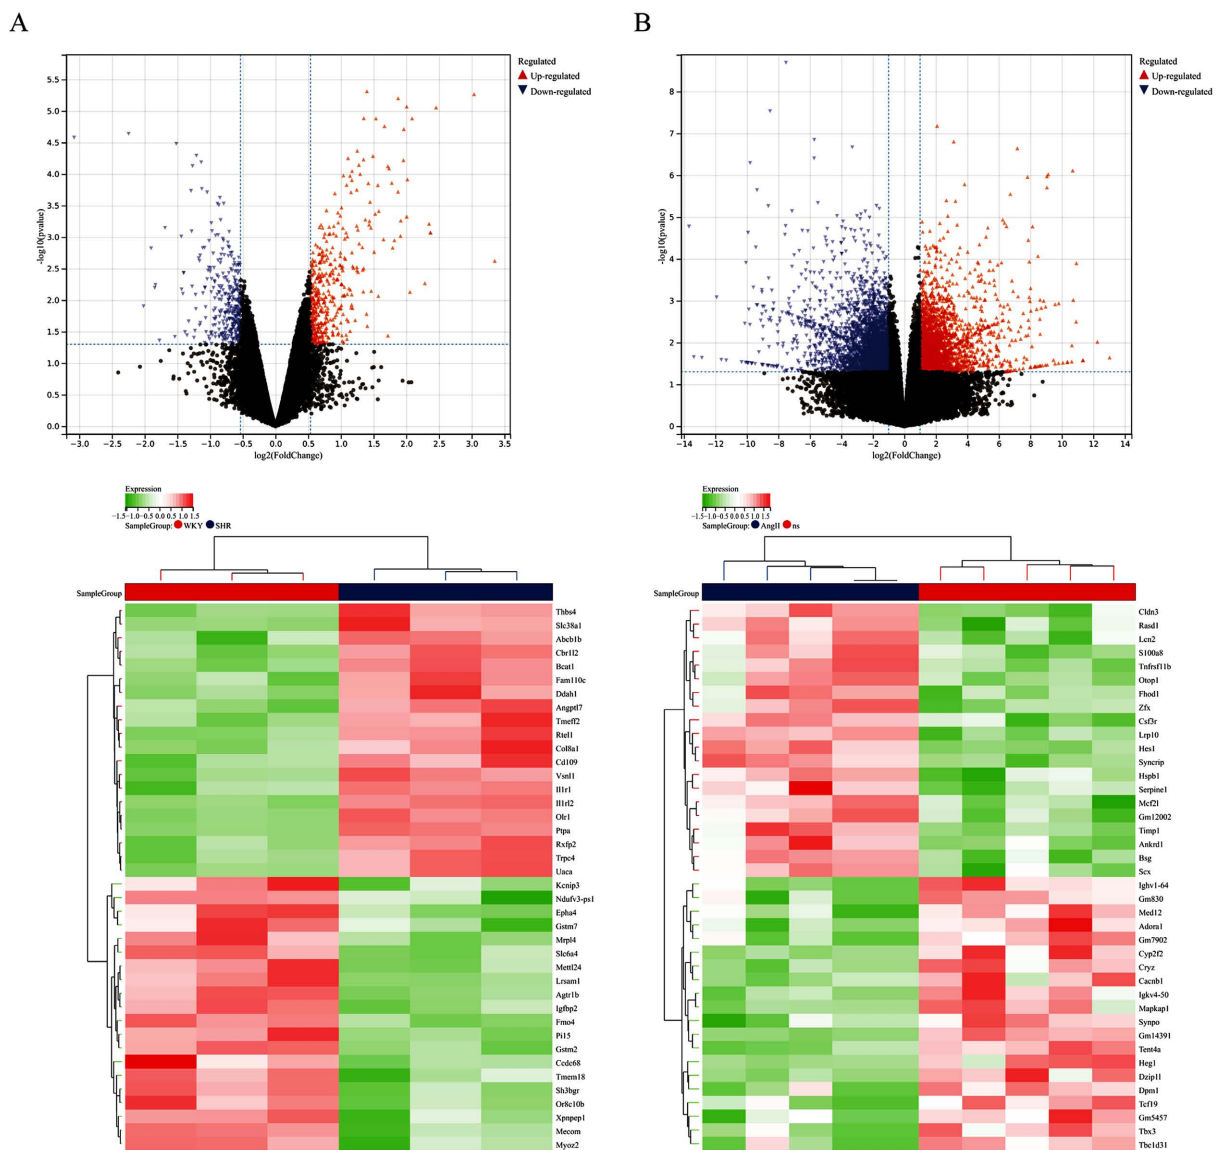 A
B
Regulated
Up-regulated
Down-regulated
5.5
5.0
4.5
4.0
3.5
3.0
2.5
2.0
1.5
1.0
0.5
0.0
-log10(pvalue)
−3.0 −2.5 −2.0 −1.5 −1.0 −0.5 0.0 0.5 1.0 1.5 2.0 2.5 3.0 3.5
log2(FoldChange)
Regulated
Up-regulated
Down-regulated
8
7
6
5
4
3
2
1
0
-log10(pvalue)
−14 −12 −10 −8 −6 −4 −2 0 2 4 6 8 10 12 14
log2(FoldChange)
Expression
−1.5−1.0−0.5 0.0 0.5 1.0 1.5
SampleGroup: WKY SHR
SampleGroup
Thbs4
Slc38a1
Abcb1b
Cbr1l2
Bcat1
Fam110c
Ddah1
Angptl7
Tmeff2
Rtel1
Col8a1
Cd109
Vsnl1
Il1r1
Il1rl2
Olr1
Ptpa
Rxfp2
Trpc4
Uaca
Kcnip3
Ndufv3-ps1
Epha4
Gstm7
Mrpl4
Slc6a4
Mettl24
Lrsam1
Agtr1b
Igfbp2
Fmo4
Pi15
Gstm2
Ccdc68
Tmem18
Sh3bgr
Or8c10b
Xpnpep1
Mecom
Myoz2
Expression
−1.5−1.0−0.5 0.0 0.5 1.0 1.5
SampleGroup: AngII ns
SampleGroup
Cldn3
Rasd1
Lcn2
S100a8
Tnfrsf11b
Otop1
Fhod1
Zfx
Csf3r
Lrp10
Hes1
Syncrip
Hspb1
Serpine1
Mcf2l
Gm12002
Timp1
Ankrd1
Bsg
Scx
Ighv1-64
Gm830
Med12
Adora1
Gm7902
Cyp2f2
Cryz
Cacnb1
Igkv4-50
Mapkap1
Synpo
Gm14391
Tent4a
Heg1
Dzip1l
Dpm1
Tcf19
Gm5457
Tbx3
Tbc1d31